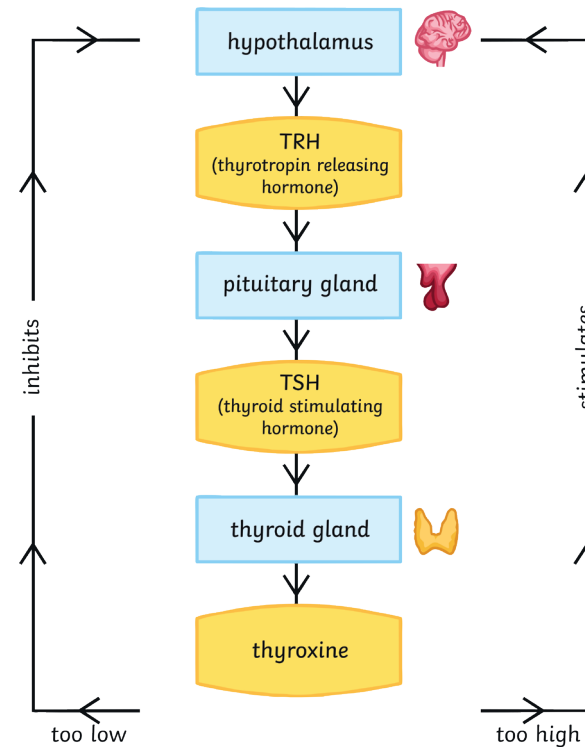 hypothalamus
TRH
(thyrotropin releasing
hormone)
pituitary gland
inhibits
stimulates
TSH
(thyroid stimulating
hormone)
thyroid gland
thyroxine
too low
too high